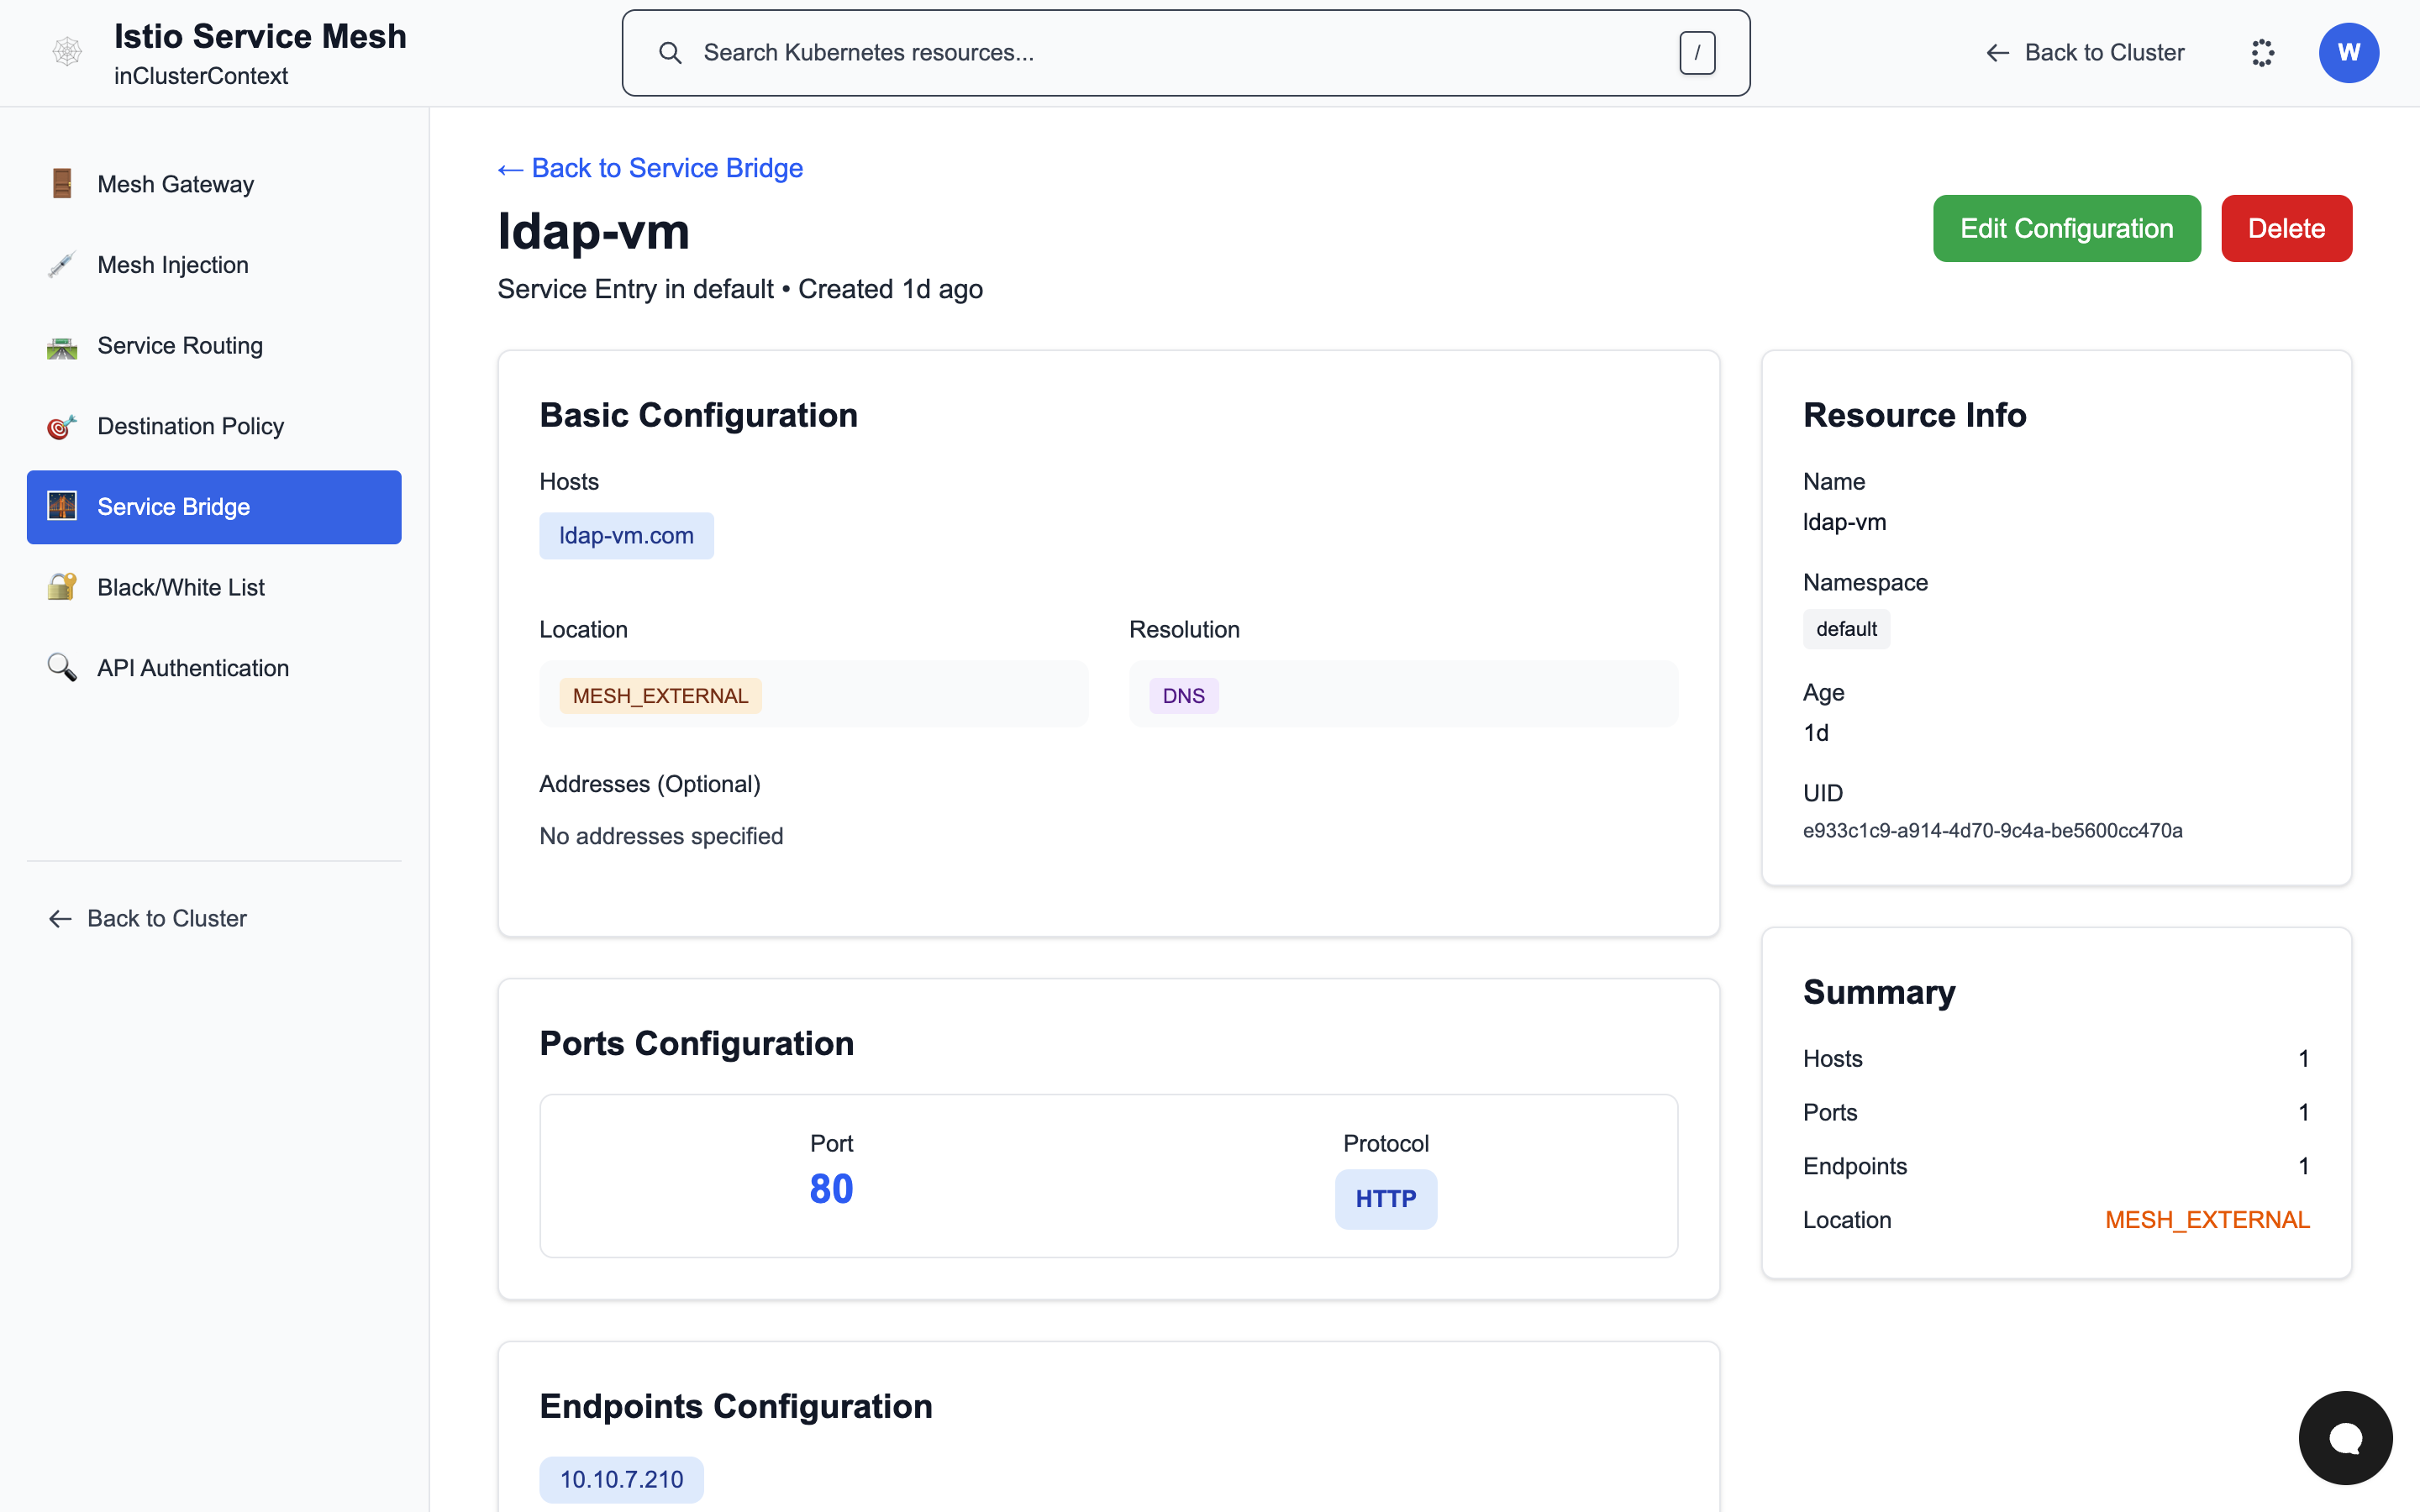 Istio Service Mesh
inClusterContext
Search Kubernetes resources...
/
← Back to Cluster
W
Mesh Gateway
Mesh Injection
Service Routing
Destination Policy
Service Bridge
Black/White List
API Authentication
← Back to Cluster
← Back to Service Bridge
ldap-vm
Service Entry in default • Created 1d ago
Edit Configuration
Delete
Basic Configuration
Hosts
ldap-vm.com
Location
MESH_EXTERNAL
Resolution
DNS
Addresses (Optional)
No addresses specified
Ports Configuration
Port
80
Protocol
HTTP
Endpoints Configuration
10.10.7.210
Resource Info
Name
ldap-vm
Namespace
default
Age
1d
UID
e933c1c9-a914-4d70-9c4a-be5600cc470a
Summary
Hosts 1
Ports 1
Endpoints 1
Location MESH_EXTERNAL